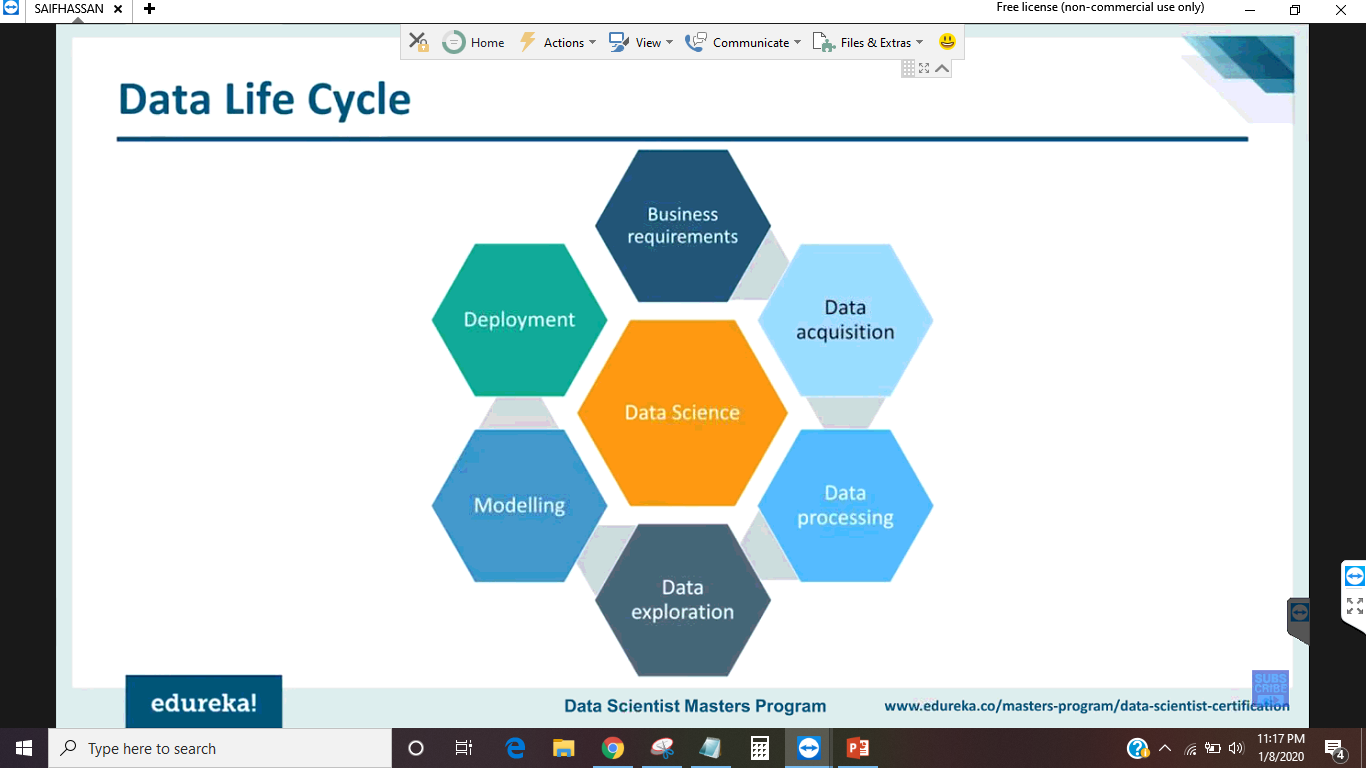 SAIFHASSAN
Free license (non-commercial use only)
Home Actions View Communicate Files & Extras
Data Life Cycle
Business
requirements
Data
acquisition
Data
processing
Data
exploration
Modelling
Deployment
Data Science
edureka!
Data Scientist Masters Program
www.edureka.co/masters-program/data-scientist-certification
SUBS
CRIBE
Type here to search
11:17 PM
1/8/2020
4